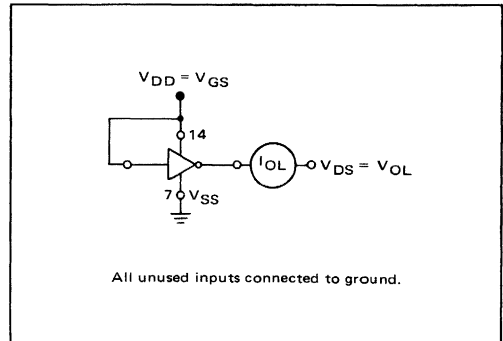 VDD = VGS
14
IOL
VDS = VOL
7
VSS
All unused inputs connected to ground.